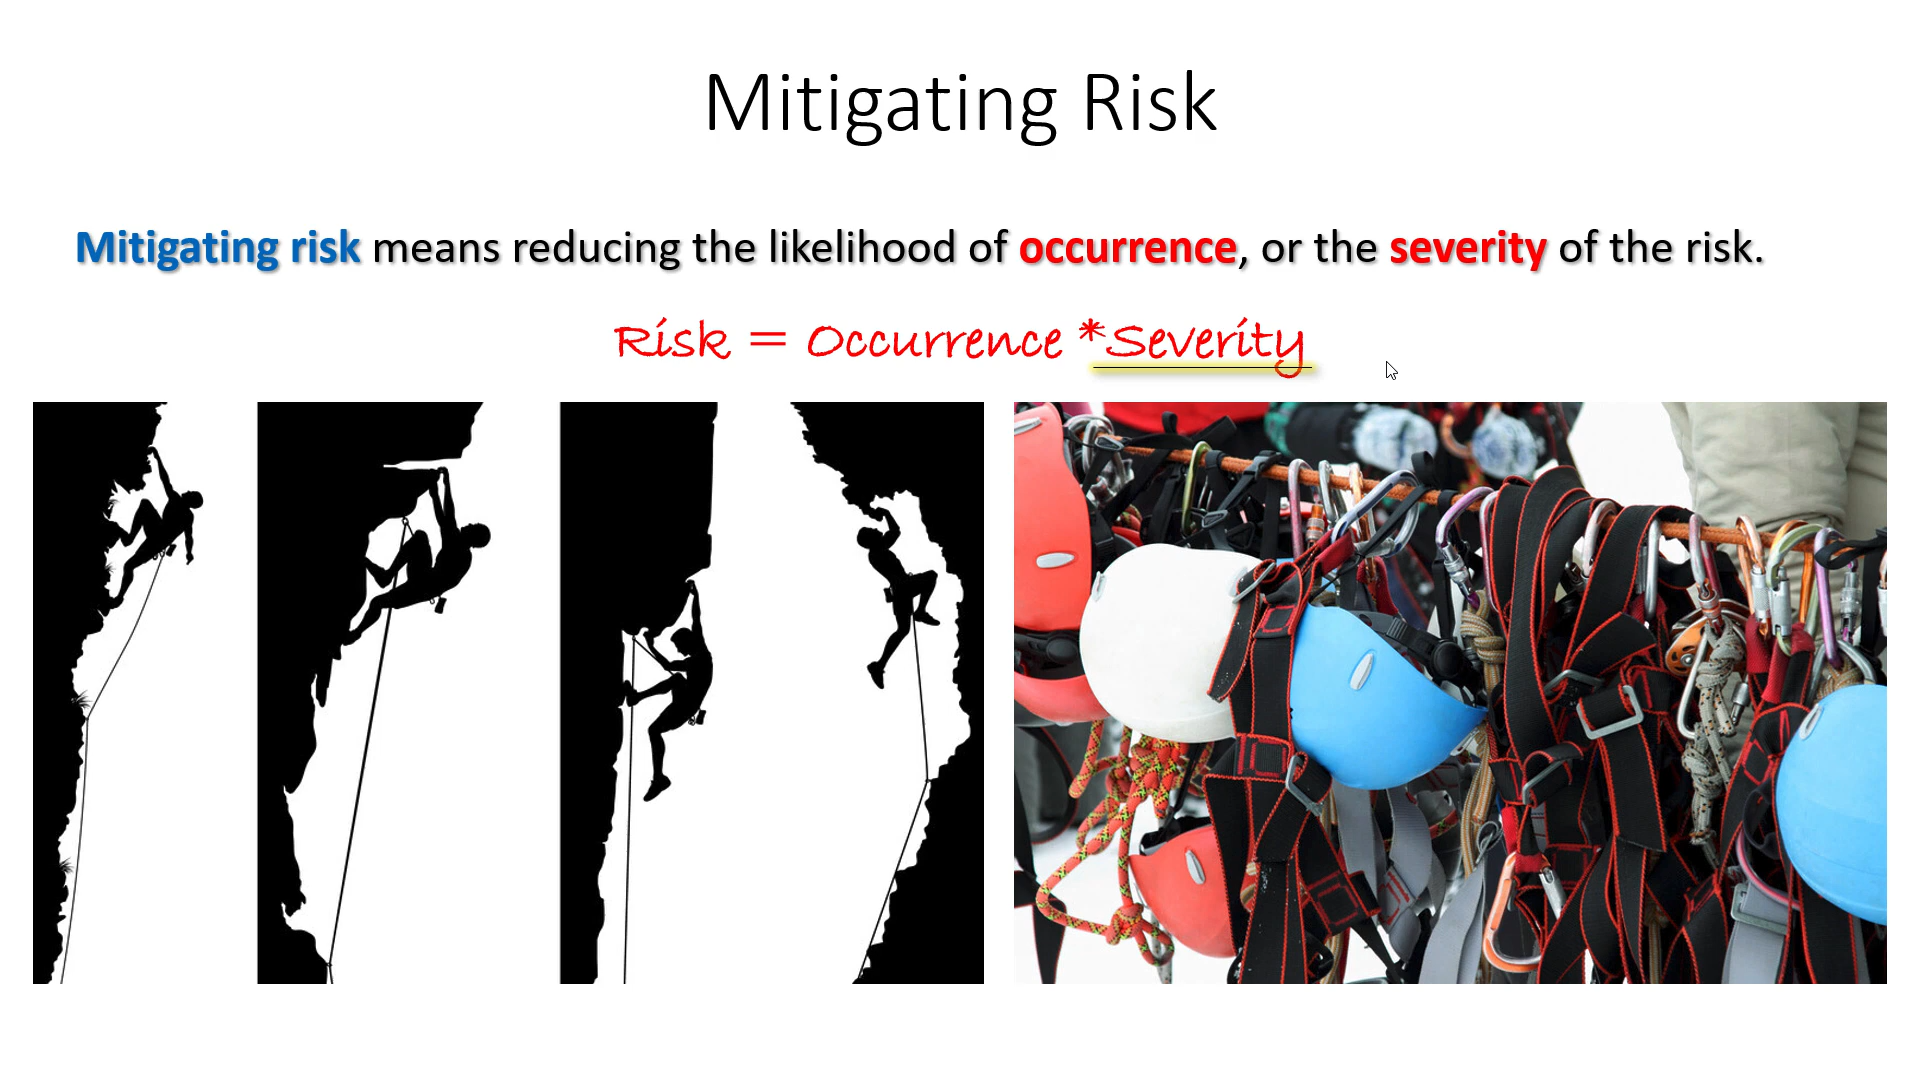 Mitigating Risk
Mitigating risk means reducing the likelihood of occurrence, or the severity of the risk.
Risk = Occurrence *Severity